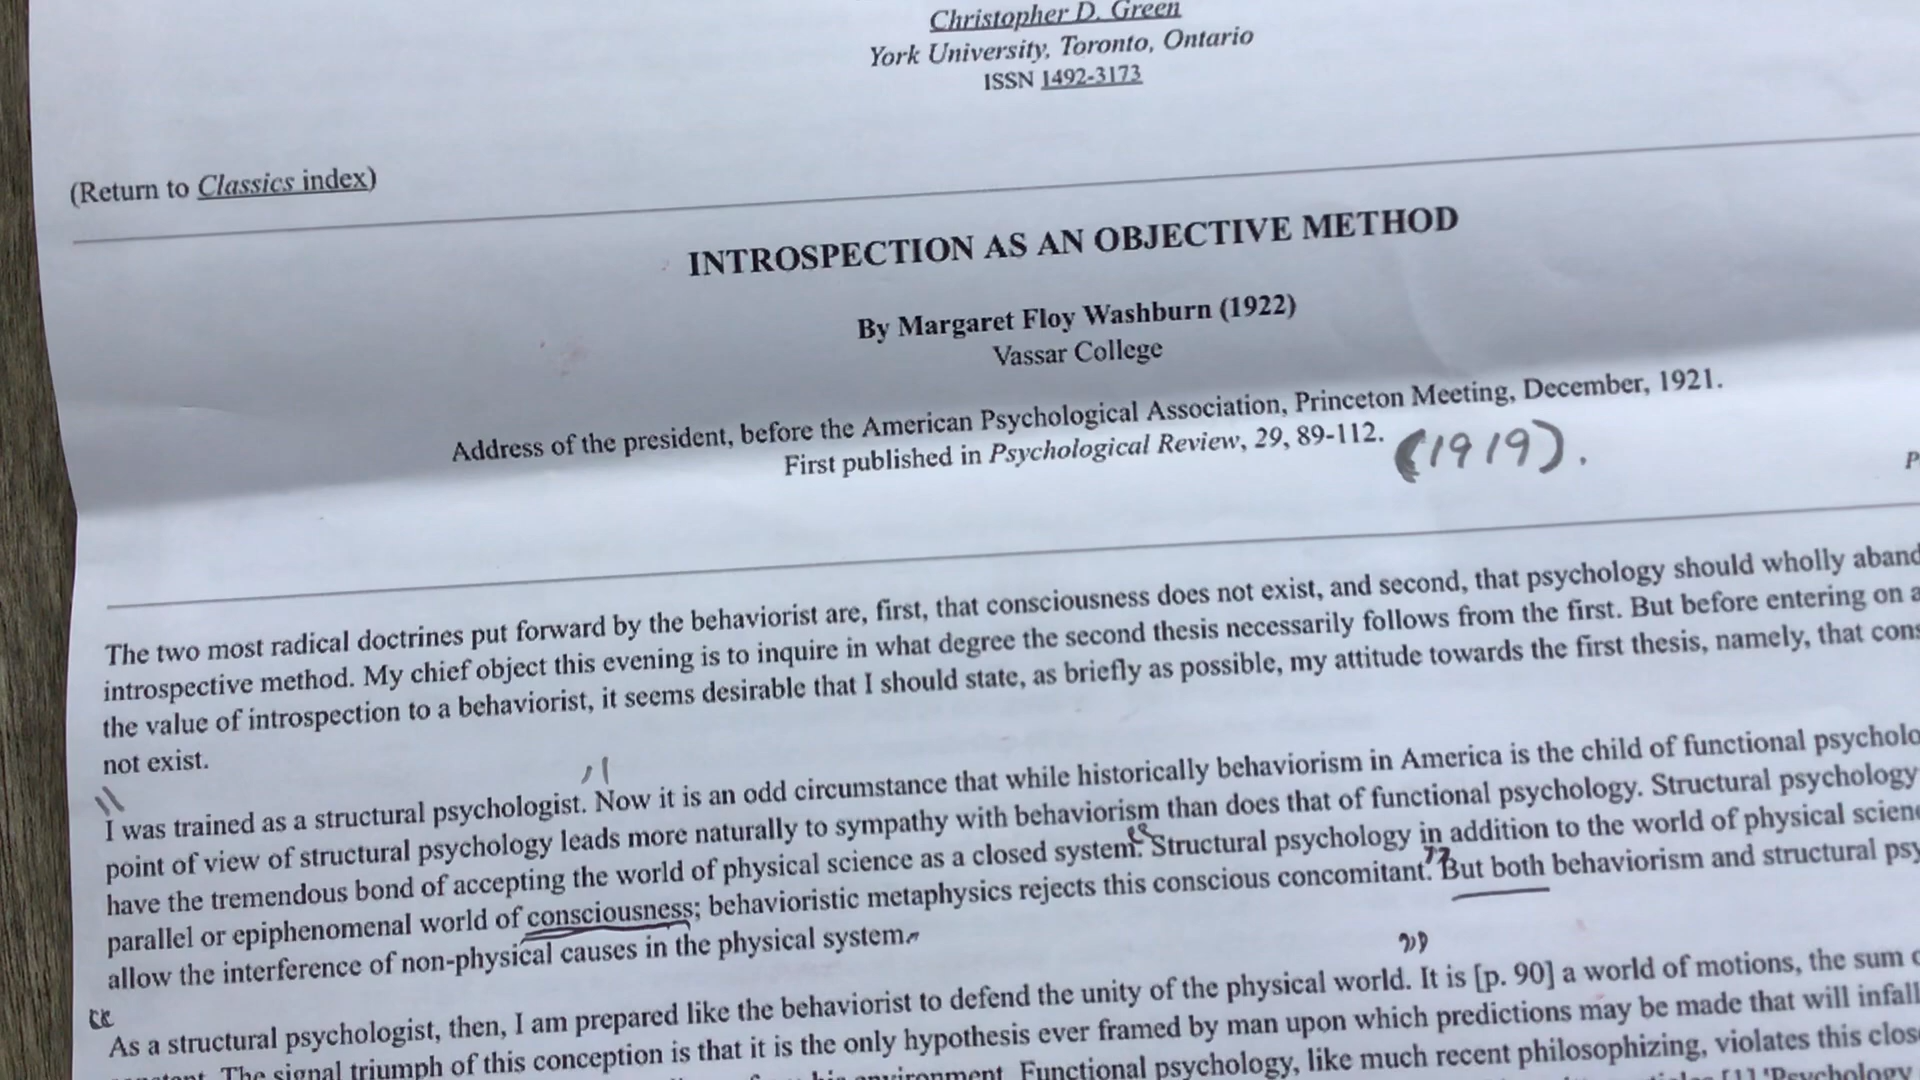 Christopher D. Green
York University, Toronto, Ontario
ISSN 1492-3173
(Return to Classics index)
INTROSPECTION AS AN OBJECTIVE METHOD
By Margaret Floy Washburn (1922)
Vassar College
Address of the president, before the American Psychological Association, Princeton Meeting, December, 1921.
First published in Psychological Review, 29, 89-112. (1919).
The two most radical doctrines put forward by the behaviorist are, first, that consciousness does not exist, and second, that psychology should wholly
introspective method. My chief object this evening is to inquire in what degree the second thesis necessarily follows from the first. But before entering on
the value of introspection to a behaviorist, it seems desirable that I should state, as briefly as possible, my attitude towards the first thesis, namely, that
not exist.
"I was trained as a structural psychologist." Now it is an odd circumstance that while historically behaviorism in America is the child of functional
point of view of structural psychology leads more naturally to sympathy with behaviorism than does that of functional psychology. Structural psychology
have the tremendous bond of accepting the world of physical science as a closed system. "Structural psychology in addition to the world of physical
parallel or epiphenomenal world of consciousness; behavioristic metaphysics rejects this conscious concomitant." But both behaviorism and structural
allow the interference of non-physical causes in the physical system.
"As a structural psychologist, then, I am prepared like the behaviorist to defend the unity of the physical world." It is [p. 90] a world of motions, the sum
The signal triumph of this conception is that it is the only hypothesis ever framed by man upon which predictions may be made that will
environment. Functional psychology, like much recent philosophizing, violates this
[1] 'Psychology